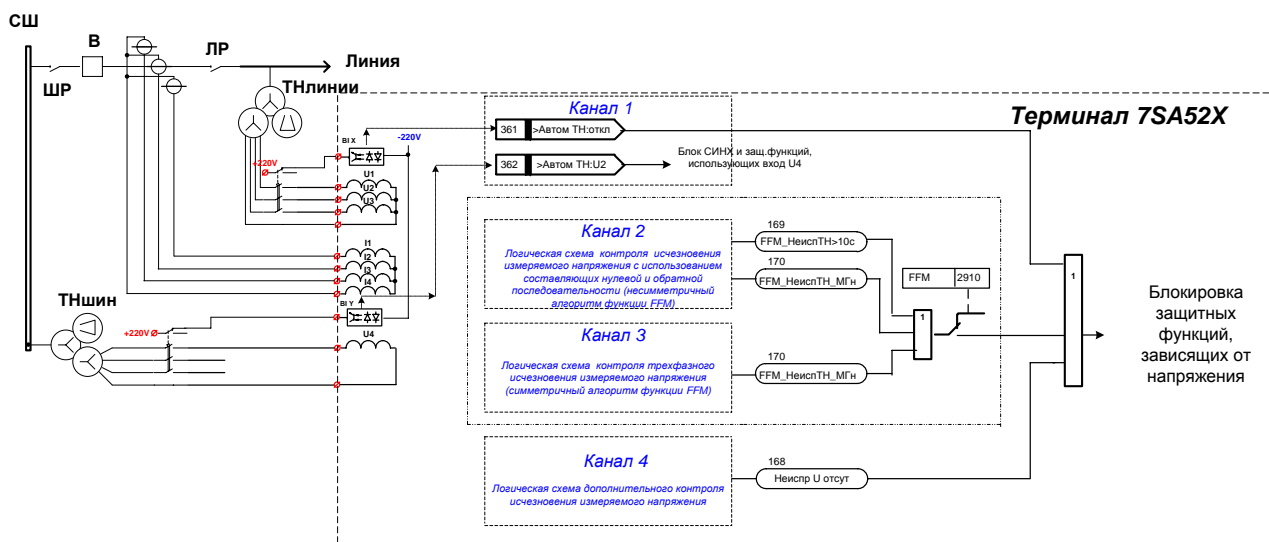 СШ
В
ЛР
Линия
ШР
ТНлинии
Терминал 7SA52X
Канал 1
361 >Автом ТН:откл
362 >Автом ТН:U2
Блок СИНХ и защ.функций,
использующих вход U4
BI X
-220V
+220V
U1
U2
U3
I1
I2
I3
I4
BI Y
ТНшин
+220V
U4
Канал 2
Логическая схема контроля исчезновения
измеряемого напряжения с использованием
составляющих нулевой и обратной
последовательности (несимметричный
алгоритм функции FFM)
169
FFM_НеиспТН>10с
170
FFM_НеиспТН_МГн
FFM 2910
1
1
Блокировка
защитных
функций,
зависящих от
напряжения
Канал 3
Логическая схема контроля трехфазного
исчезновения измеряемого напряжения
(симметричный алгоритм функции FFM)
170
FFM_НеиспТН_МГн
Канал 4
Логическая схема дополнительного контроля
исчезновения измеряемого напряжения
168
Неиспр U отсут